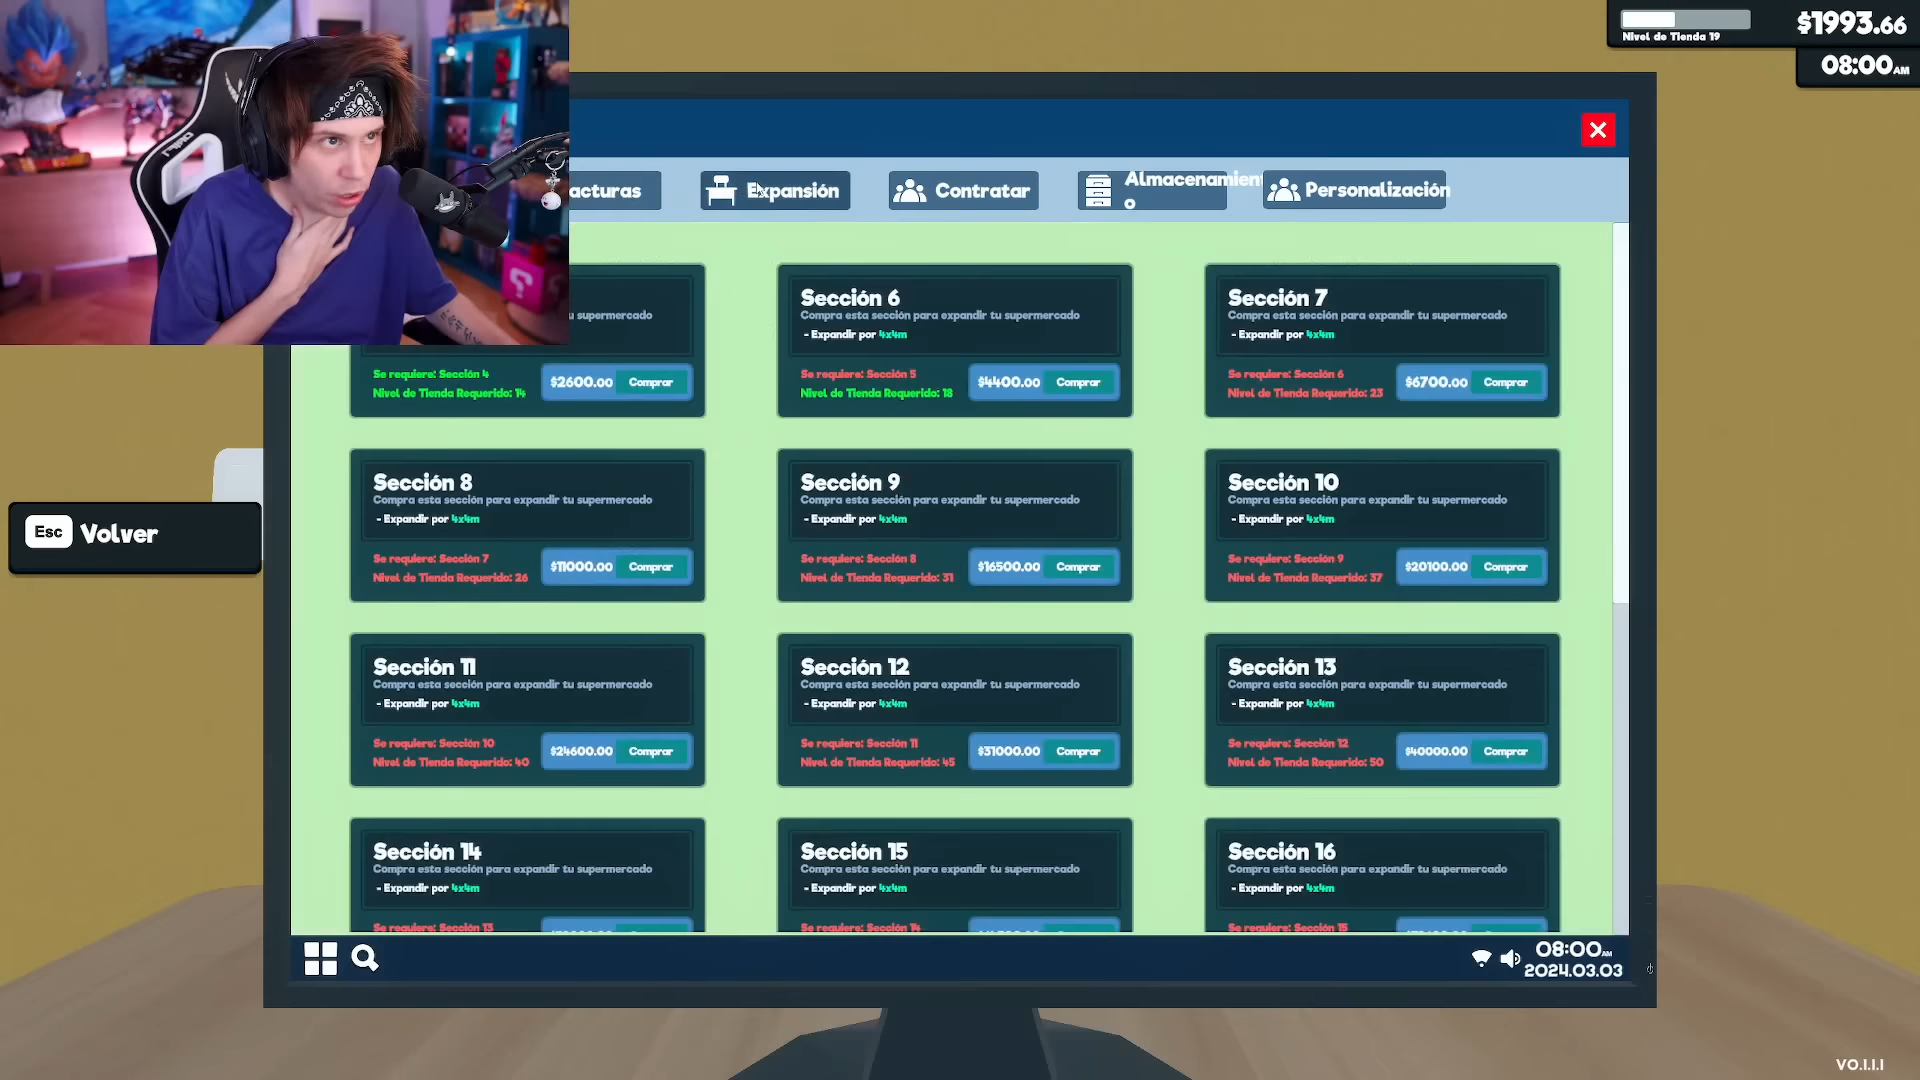 $1993.66
Nivel de Tienda 19
08:00AM
acturas
Expansión
Contratar
Almacenamien
o
Personalización
u supermercado
Se requiere: Sección 4
Nivel de Tienda Requerido: 14
$2600.00 Comprar
Sección 6
Compra esta sección para expandir tu supermercado
- Expandir por 4x4m
Se requiere: Sección 5
Nivel de Tienda Requerido: 18
$4400.00 Comprar
Sección 7
Compra esta sección para expandir tu supermercado
- Expandir por 4x4m
Se requiere: Sección 6
Nivel de Tienda Requerido: 23
$6700.00 Comprar
Sección 8
Compra esta sección para expandir tu supermercado
- Expandir por 4x4m
Se requiere: Sección 7
Nivel de Tienda Requerido: 26
$11000.00 Comprar
Sección 9
Compra esta sección para expandir tu supermercado
- Expandir por 4x4m
Se requiere: Sección 8
Nivel de Tienda Requerido: 31
$16500.00 Comprar
Sección 10
Compra esta sección para expandir tu supermercado
- Expandir por 4x4m
Se requiere: Sección 9
Nivel de Tienda Requerido: 37
$20100.00 Comprar
Esc Volver
Sección 11
Compra esta sección para expandir tu supermercado
- Expandir por 4x4m
Se requiere: Sección 10
Nivel de Tienda Requerido: 40
$24600.00 Comprar
Sección 12
Compra esta sección para expandir tu supermercado
- Expandir por 4x4m
Se requiere: Sección 11
Nivel de Tienda Requerido: 45
$31000.00 Comprar
Sección 13
Compra esta sección para expandir tu supermercado
- Expandir por 4x4m
Se requiere: Sección 12
Nivel de Tienda Requerido: 50
$40000.00 Comprar
Sección 14
Compra esta sección para expandir tu supermercado
- Expandir por 4x4m
Se requiere: Sección 13
Sección 15
Compra esta sección para expandir tu supermercado
- Expandir por 4x4m
Se requiere: Sección 14
Sección 16
Compra esta sección para expandir tu supermercado
- Expandir por 4x4m
Se requiere: Sección 15
08:00AM
2024.03.03
V0.1.1.1